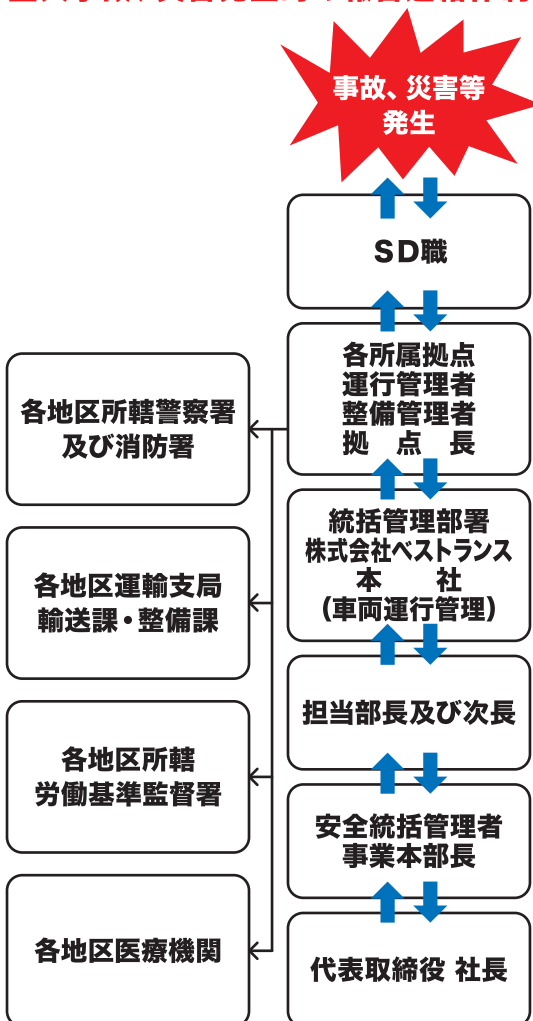 事故、災害等
発生
SD職
各所属拠点
運行管理者
整備管理者
拠 点 長
統括管理部署
株式会社ベストランス
本 社
(車両運行管理)
担当部長及び次長
安全統括管理者
事業本部長
代表取締役 社長
各地区所轄警察署
及び消防署
各地区運輸支局
輸送課・整備課
各地区所轄
労働基準監督署
各地区医療機関